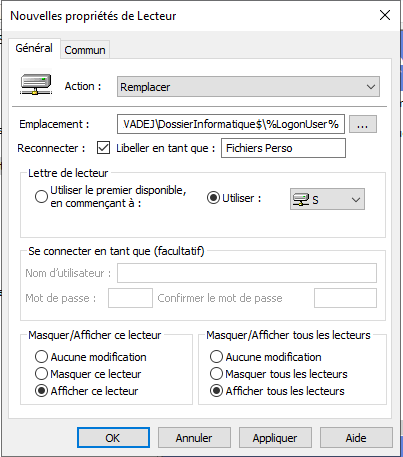 Nouvelles propriétés de Lecteur
Général Commun
Action : Remplacer
Emplacement : VADEJ\DossierInformatique$\%LogonUser% ...
Reconnecter : Libeller en tant que : Fichiers Perso
Lettre de lecteur
Utiliser le premier disponible, en commençant à :
Utiliser : S
Se connecter en tant que (facultatif)
Nom d'utilisateur :
Mot de passe : Confirmer le mot de passe
Masquer/Afficher ce lecteur
Aucune modification
Masquer ce lecteur
Afficher ce lecteur
Masquer/Afficher tous les lecteurs
Aucune modification
Masquer tous les lecteurs
Afficher tous les lecteurs
OK Annuler Appliquer Aide